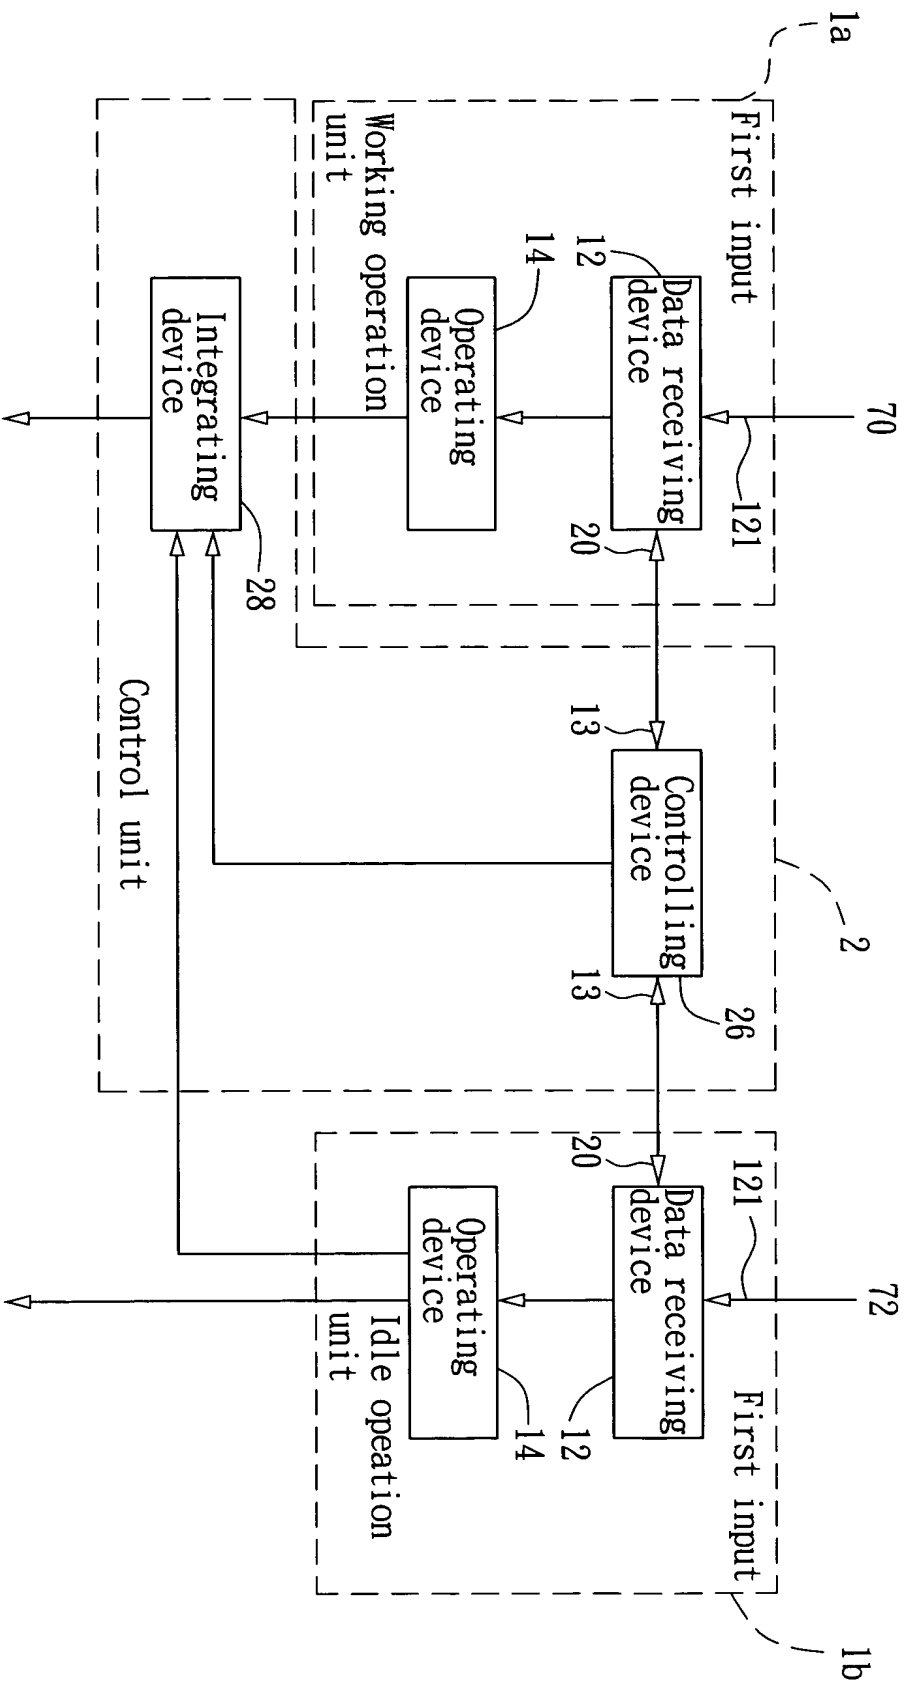 1a
70
First input
121
12
Data receiving
device
20
14
Operating
device
Working operation
unit
Integrating
device
28
2
13
Controlling
device
26
13
Control unit
1b
72
First input
121
20
Data receiving
device
12
Operating
device
14
Idle opeation
unit